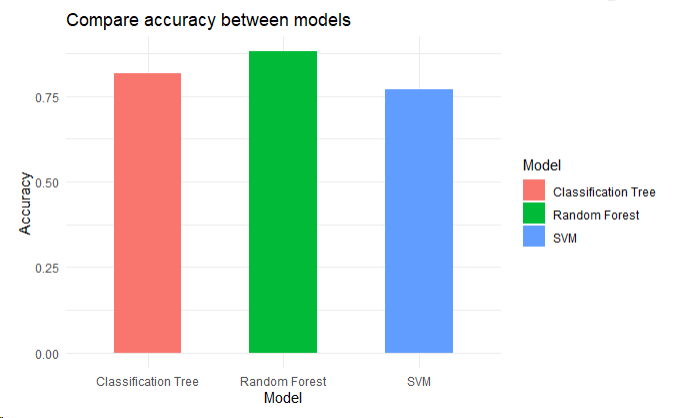 Compare accuracy between models
Accuracy
0.75
0.50
0.25
0.00
Classification Tree
Random Forest
SVM
Model
Model
Classification Tree
Random Forest
SVM